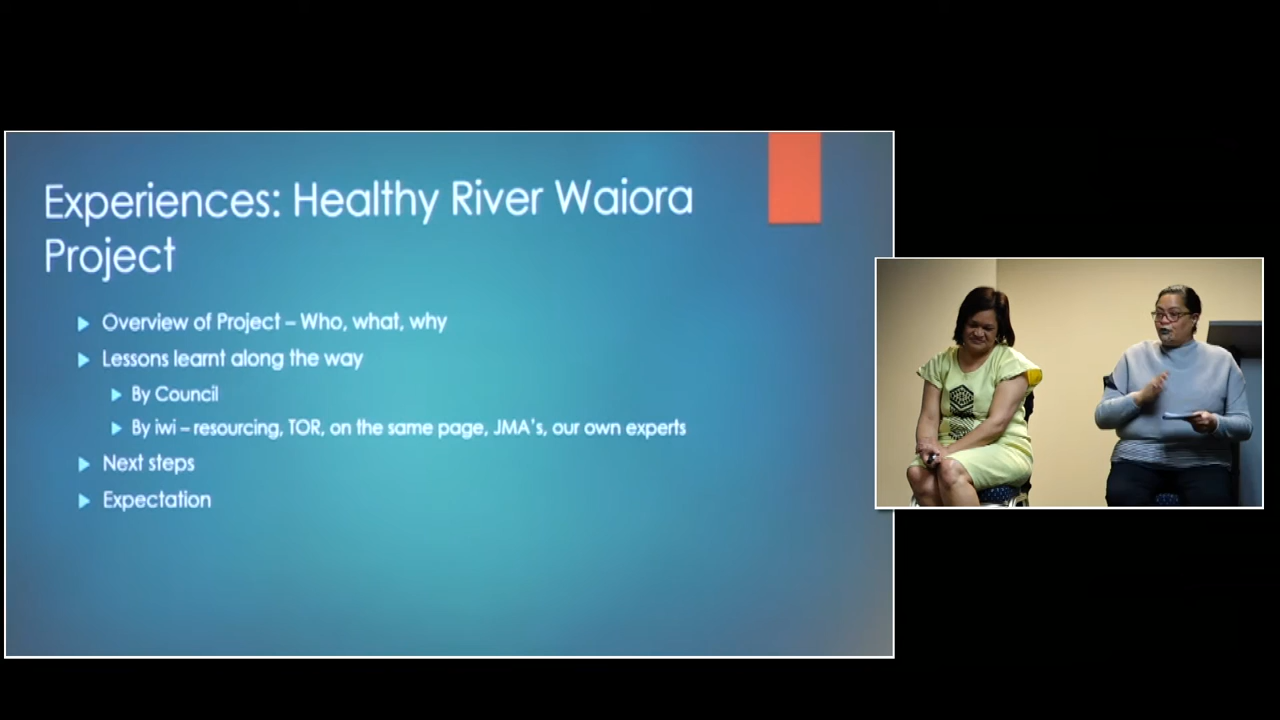 Experiences: Healthy River Waiora
Project
Overview of Project – Who, what, why
Lessons learnt along the way
By Council
By iwi – resourcing, TOR, on the same page, JMA's, our own experts
Next steps
Expectation